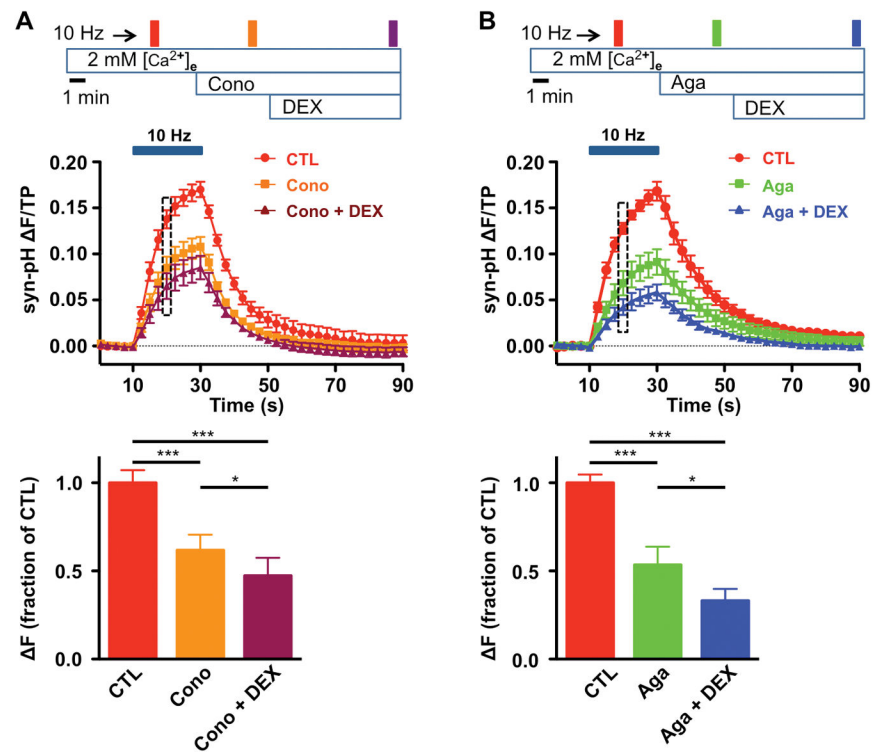 A
10 Hz
2 mM [Ca2+]e
Cono
1 min
DEX
10 Hz
0.20
0.15
0.10
0.05
0.00
syn-pH ΔF/TP
CTL
Cono
Cono + DEX
10 30 50 70 90
Time (s)
***
***
*
1.0
0.5
0.0
ΔF (fraction of CTL)
CTL
Cono
Cono + DEX
B
10 Hz
2 mM [Ca2+]e
Aga
1 min
DEX
10 Hz
0.20
0.15
0.10
0.05
0.00
syn-pH ΔF/TP
CTL
Aga
Aga + DEX
10 30 50 70 90
Time (s)
***
***
*
1.0
0.5
0.0
ΔF (fraction of CTL)
CTL
Aga
Aga + DEX